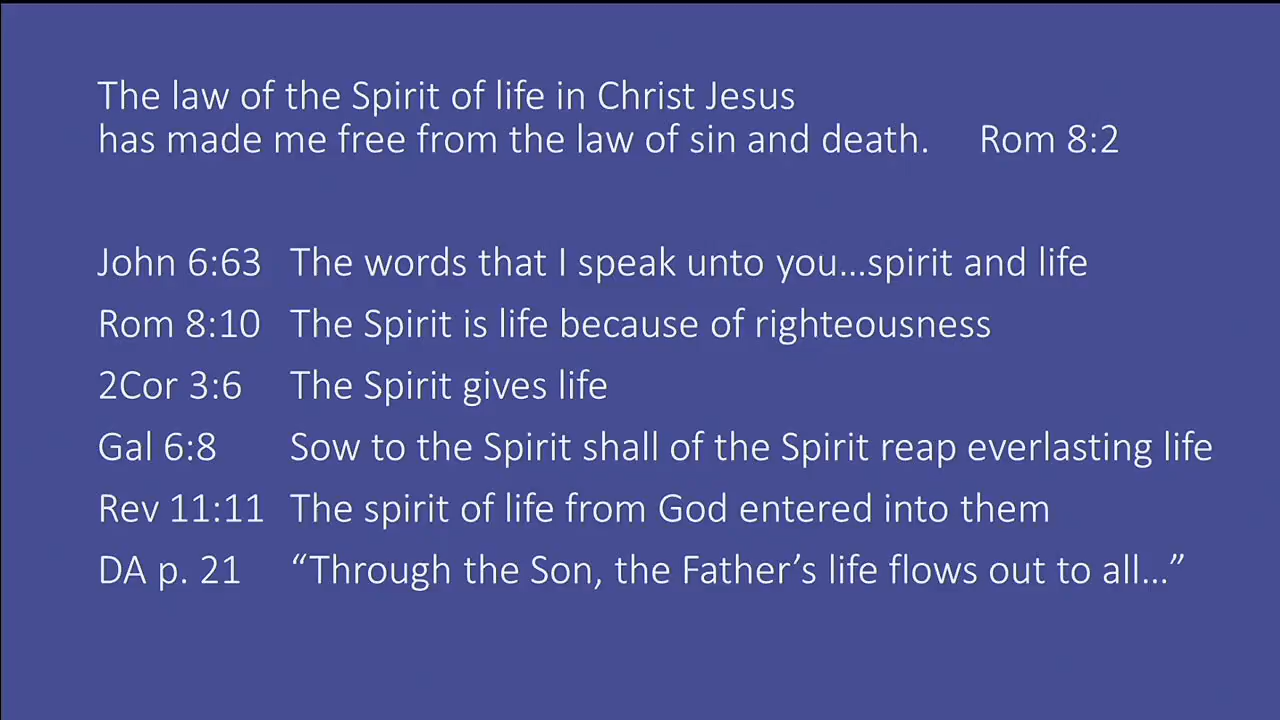 The law of the Spirit of life in Christ Jesus
has made me free from the law of sin and death. Rom 8:2
John 6:63 The words that I speak unto you...spirit and life
Rom 8:10 The Spirit is life because of righteousness
2Cor 3:6 The Spirit gives life
Gal 6:8 Sow to the Spirit shall of the Spirit reap everlasting life
Rev 11:11 The spirit of life from God entered into them
DA p. 21 “Through the Son, the Father’s life flows out to all...”